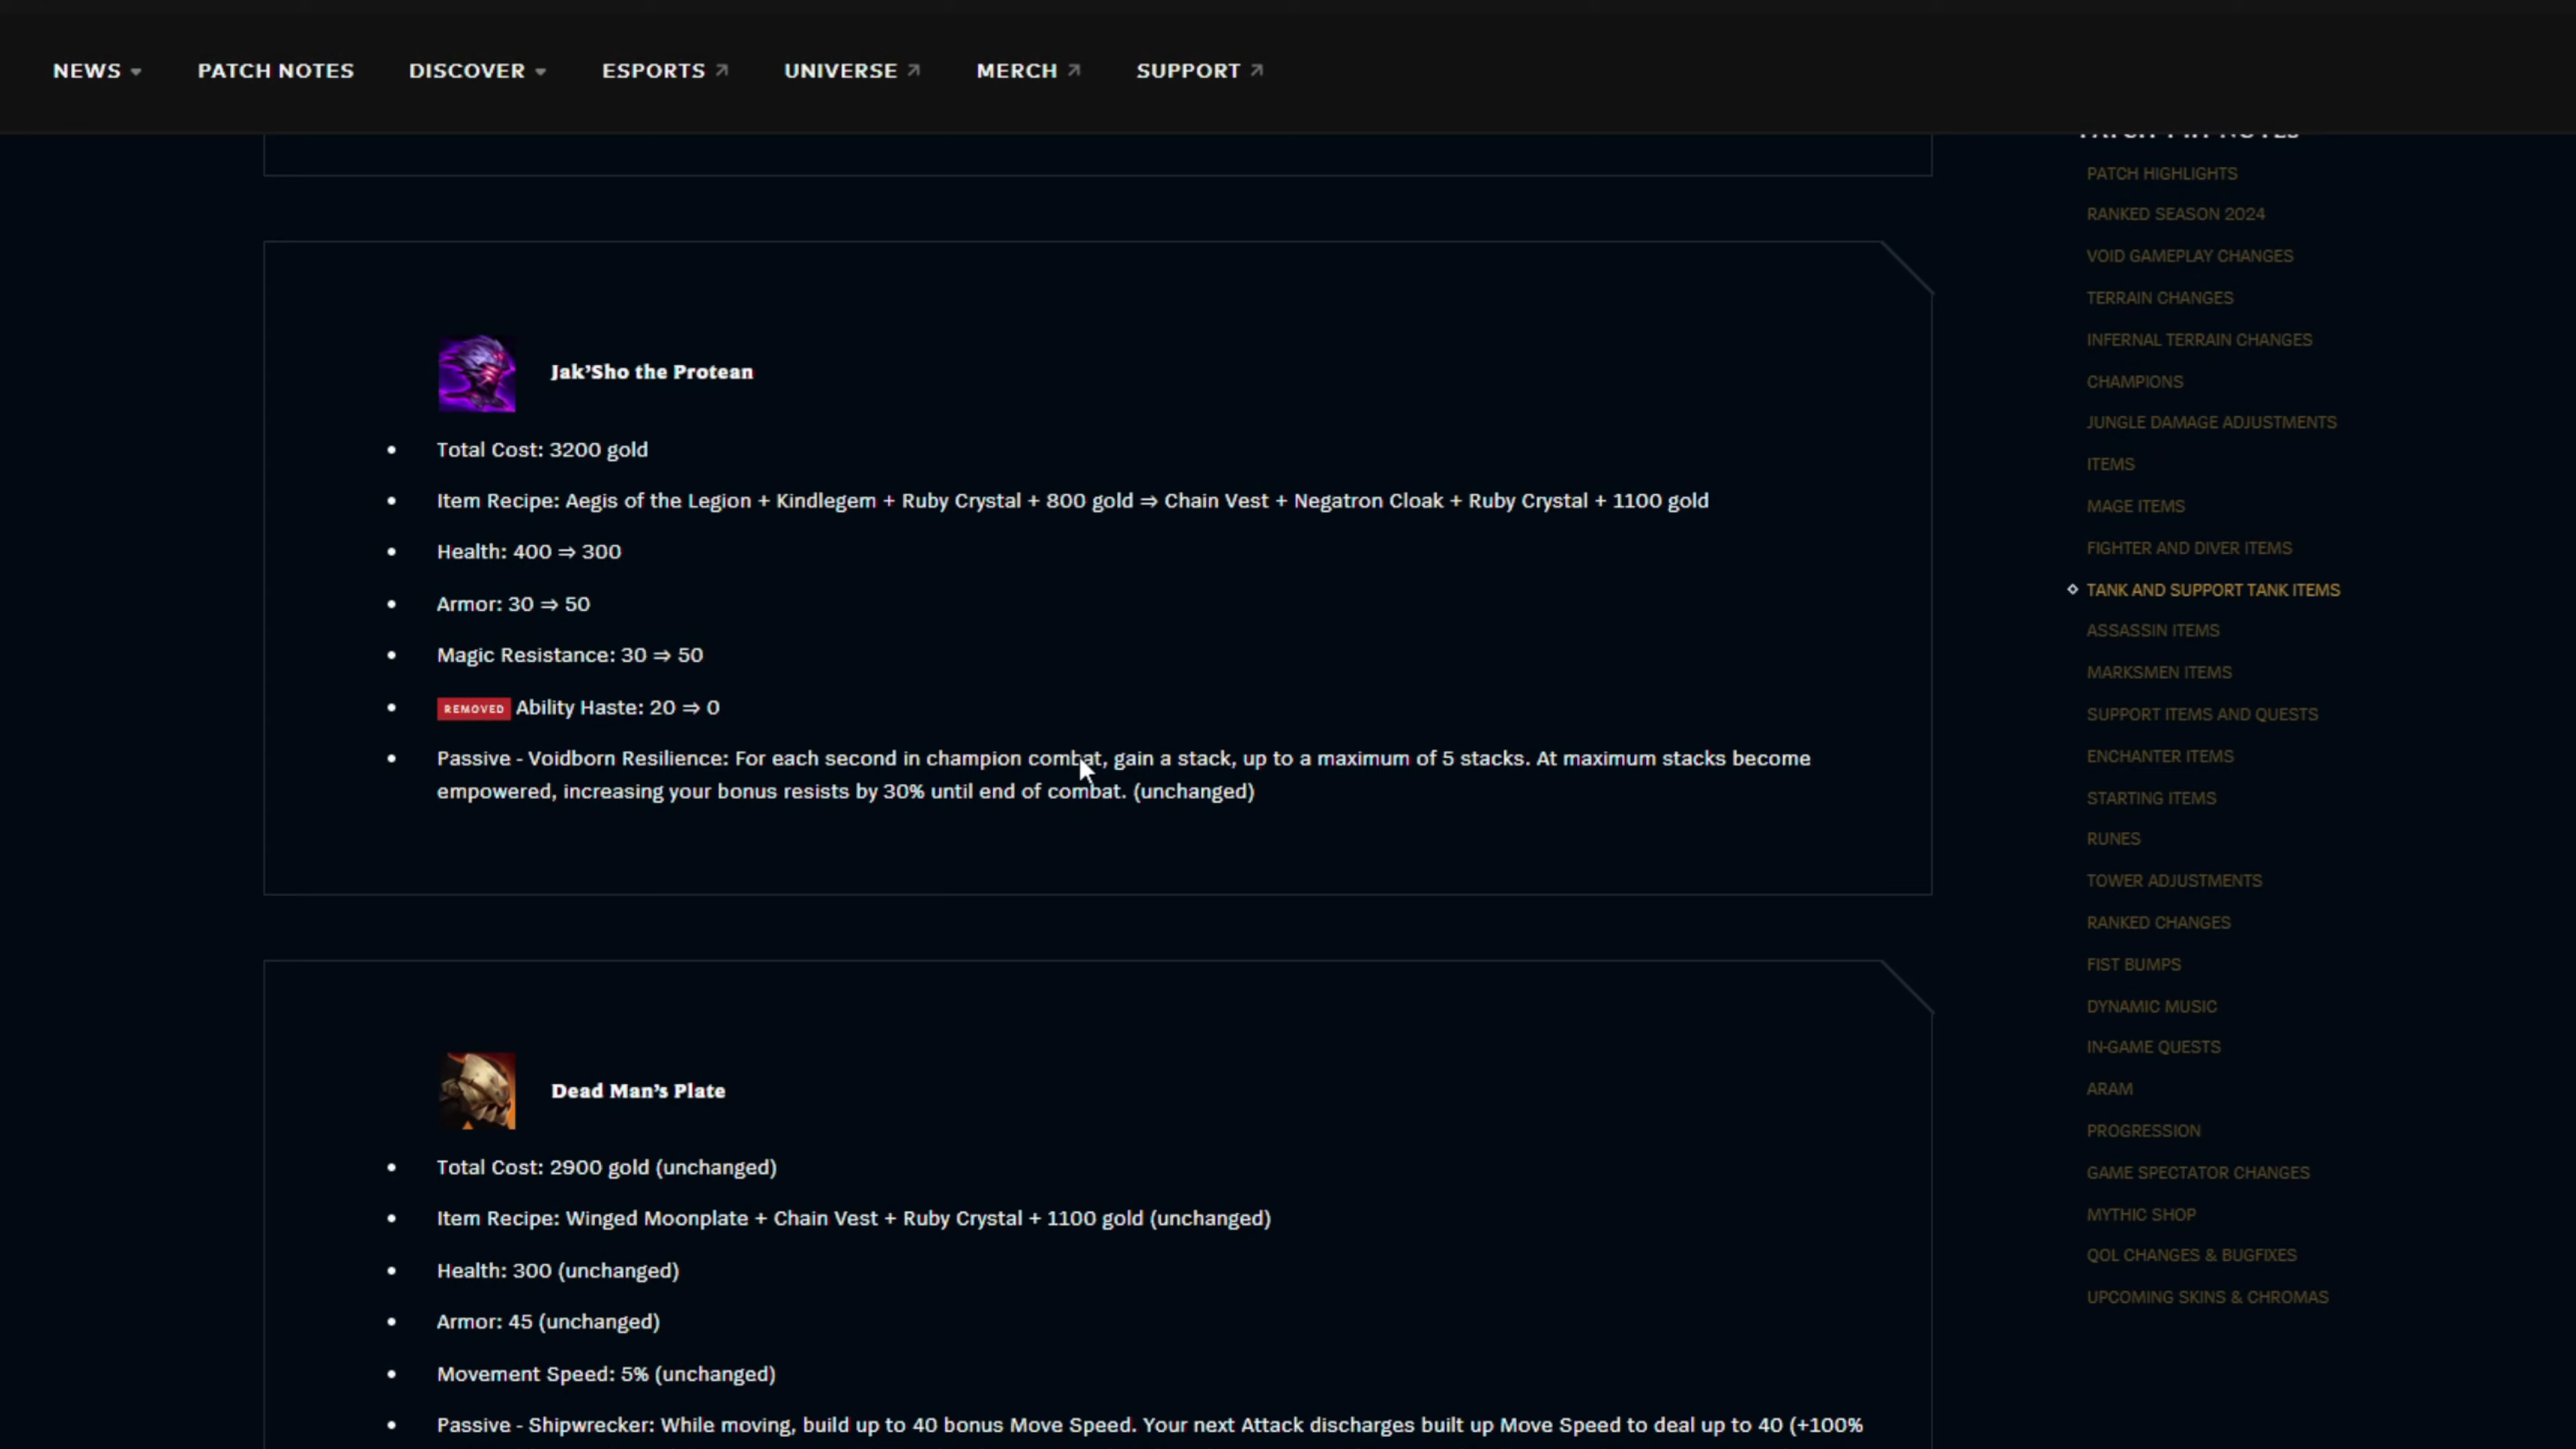 NEWS
PATCH NOTES
DISCOVER
ESPORTS
UNIVERSE
MERCH
SUPPORT
Jak'Sho the Protean
• Total Cost: 3200 gold
• Item Recipe: Aegis of the Legion + Kindlegem + Ruby Crystal + 800 gold ⇒ Chain Vest + Negatron Cloak + Ruby Crystal + 1100 gold
• Health: 400 ⇒ 300
• Armor: 30 ⇒ 50
• Magic Resistance: 30 ⇒ 50
• REMOVED Ability Haste: 20 ⇒ 0
• Passive - Voidborn Resilience: For each second in champion combat, gain a stack, up to a maximum of 5 stacks. At maximum stacks become
empowered, increasing your bonus resists by 30% until end of combat. (unchanged)
Dead Man's Plate
• Total Cost: 2900 gold (unchanged)
• Item Recipe: Winged Moonplate + Chain Vest + Ruby Crystal + 1100 gold (unchanged)
• Health: 300 (unchanged)
• Armor: 45 (unchanged)
• Movement Speed: 5% (unchanged)
• Passive - Shipwrecker: While moving, build up to 40 bonus Move Speed. Your next Attack discharges built up Move Speed to deal up to 40 (+100%
PATCH HIGHLIGHTS
RANKED SEASON 2024
VOID GAMEPLAY CHANGES
TERRAIN CHANGES
INFERNAL TERRAIN CHANGES
CHAMPIONS
JUNGLE DAMAGE ADJUSTMENTS
ITEMS
MAGE ITEMS
FIGHTER AND DIVER ITEMS
TANK AND SUPPORT TANK ITEMS
ASSASSIN ITEMS
MARKSMEN ITEMS
SUPPORT ITEMS AND QUESTS
ENCHANTER ITEMS
STARTING ITEMS
RUNES
TOWER ADJUSTMENTS
RANKED CHANGES
FIST BUMPS
DYNAMIC MUSIC
IN-GAME QUESTS
ARAM
PROGRESSION
GAME SPECTATOR CHANGES
MYTHIC SHOP
QOL CHANGES & BUGFIXES
UPCOMING SKINS & CHROMAS